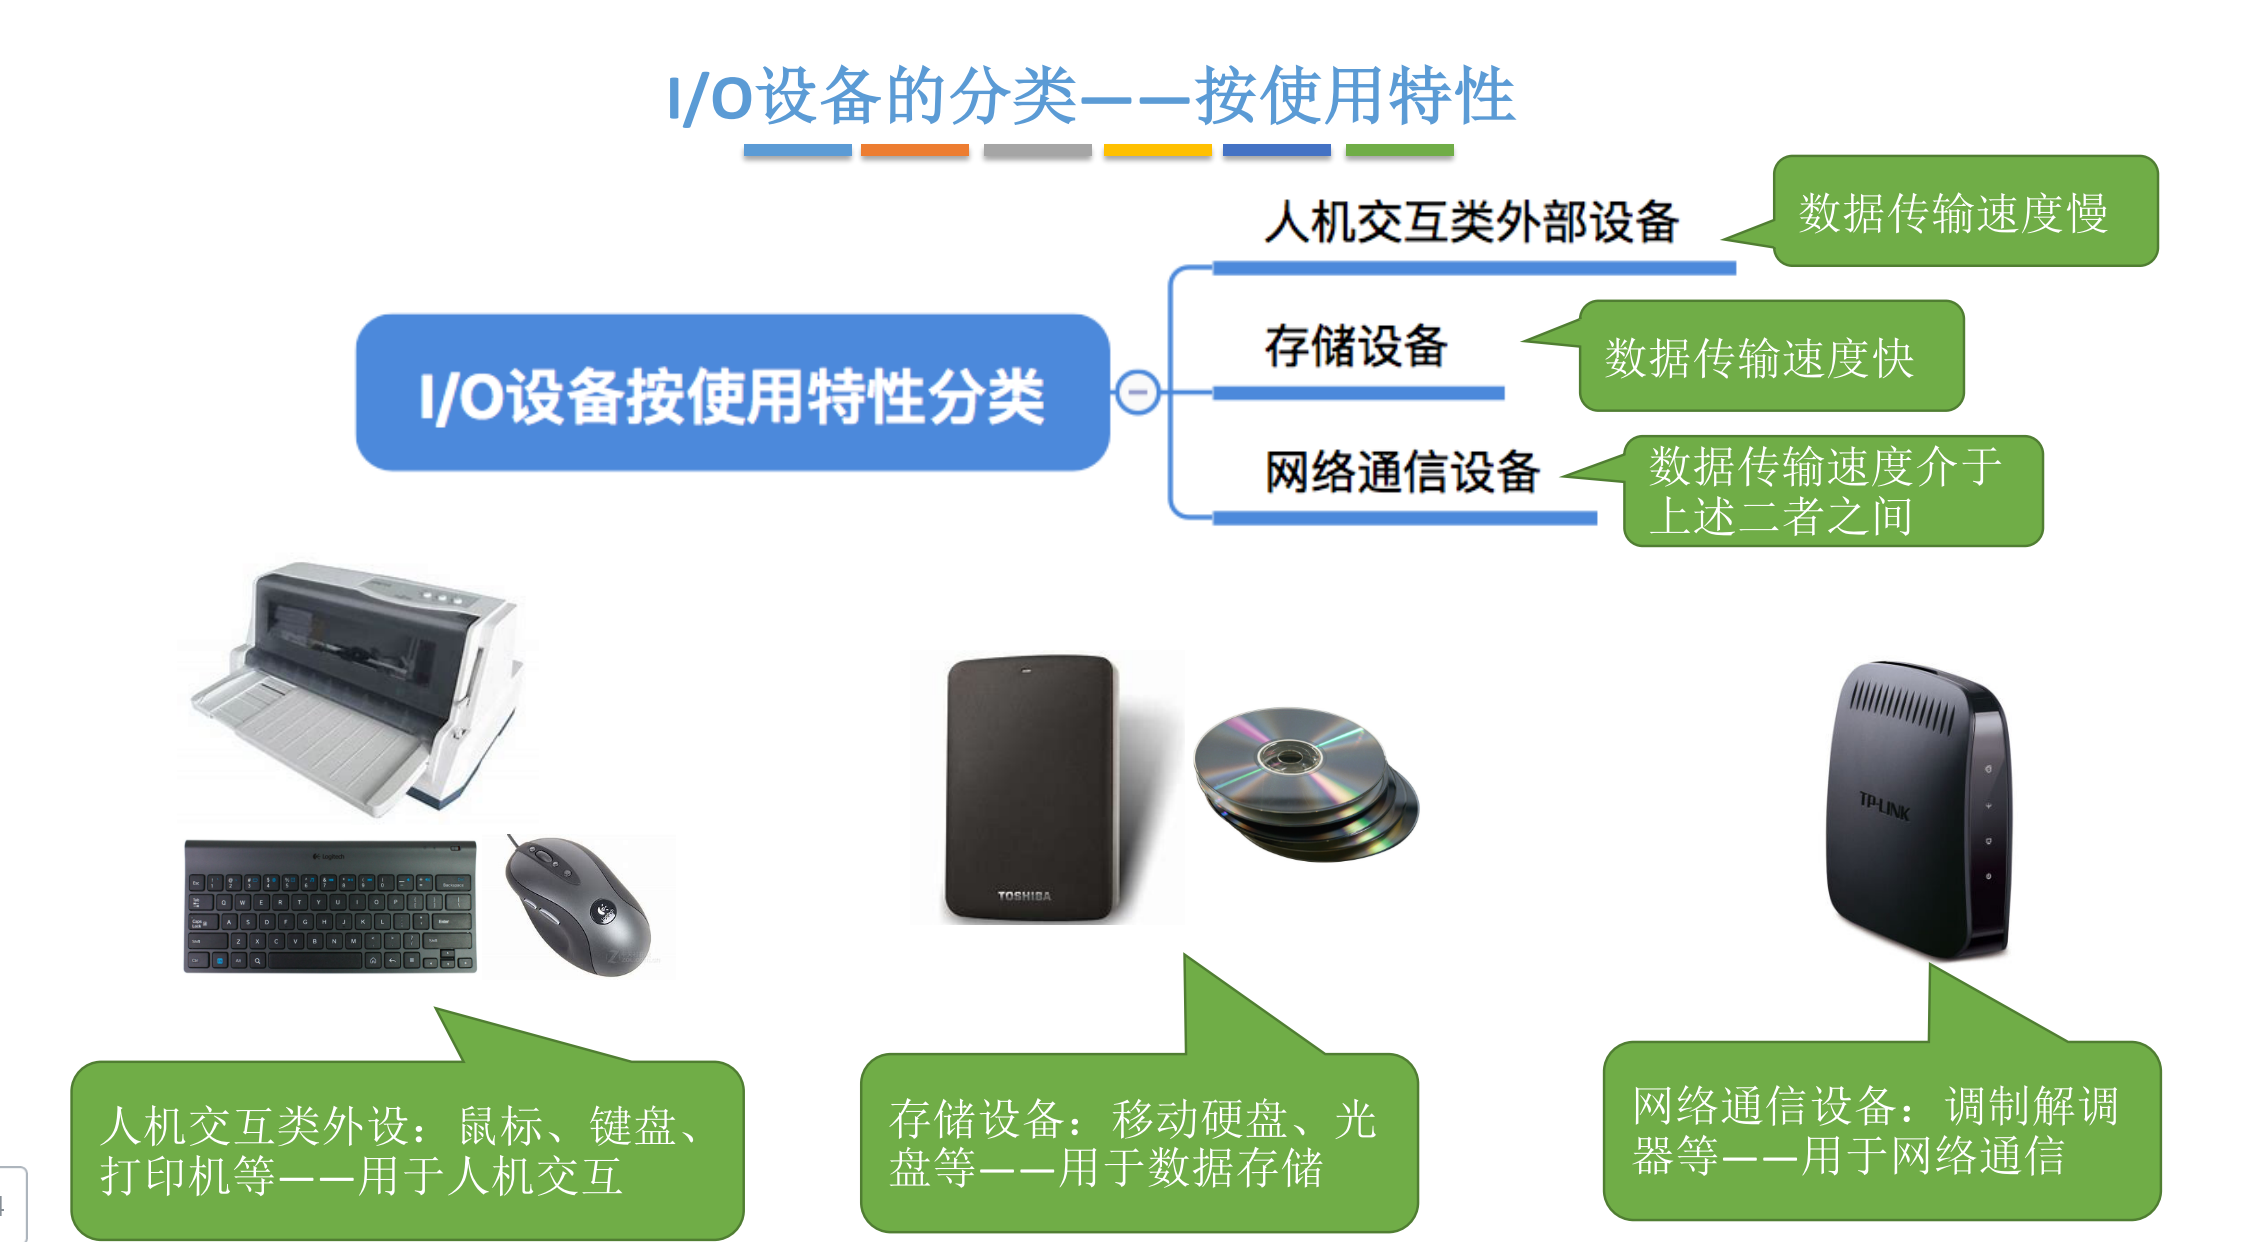 I/O设备的分类——按使用特性
人机交互类外部设备
数据传输速度慢
存储设备
数据传输速度快
I/O设备按使用特性分类
网络通信设备
数据传输速度介于
上述二者之间
TP-LINK
TOSHIBA
Logitech
人机交互类外设：鼠标、键盘、
打印机等——用于人机交互
存储设备：移动硬盘、光
盘等——用于数据存储
网络通信设备：调制解调
器等——用于网络通信
4